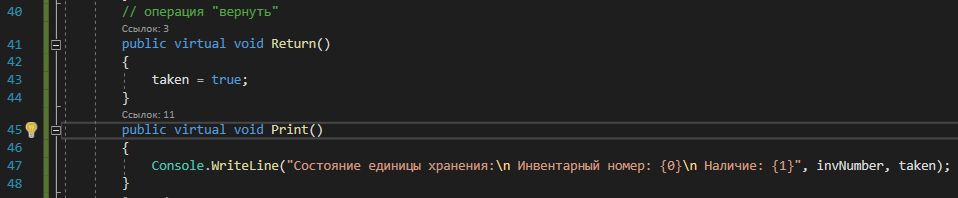 40 // операция "вернуть"
Ссылок: 3
41 public virtual void Return()
42 {
43 taken = true;
44 }
Ссылок: 11
45 public virtual void Print()
46 {
47 Console.WriteLine("Состояние единицы хранения:\n Инвентарный номер: {0}\n Наличие: {1}", invNumber, taken);
48 }